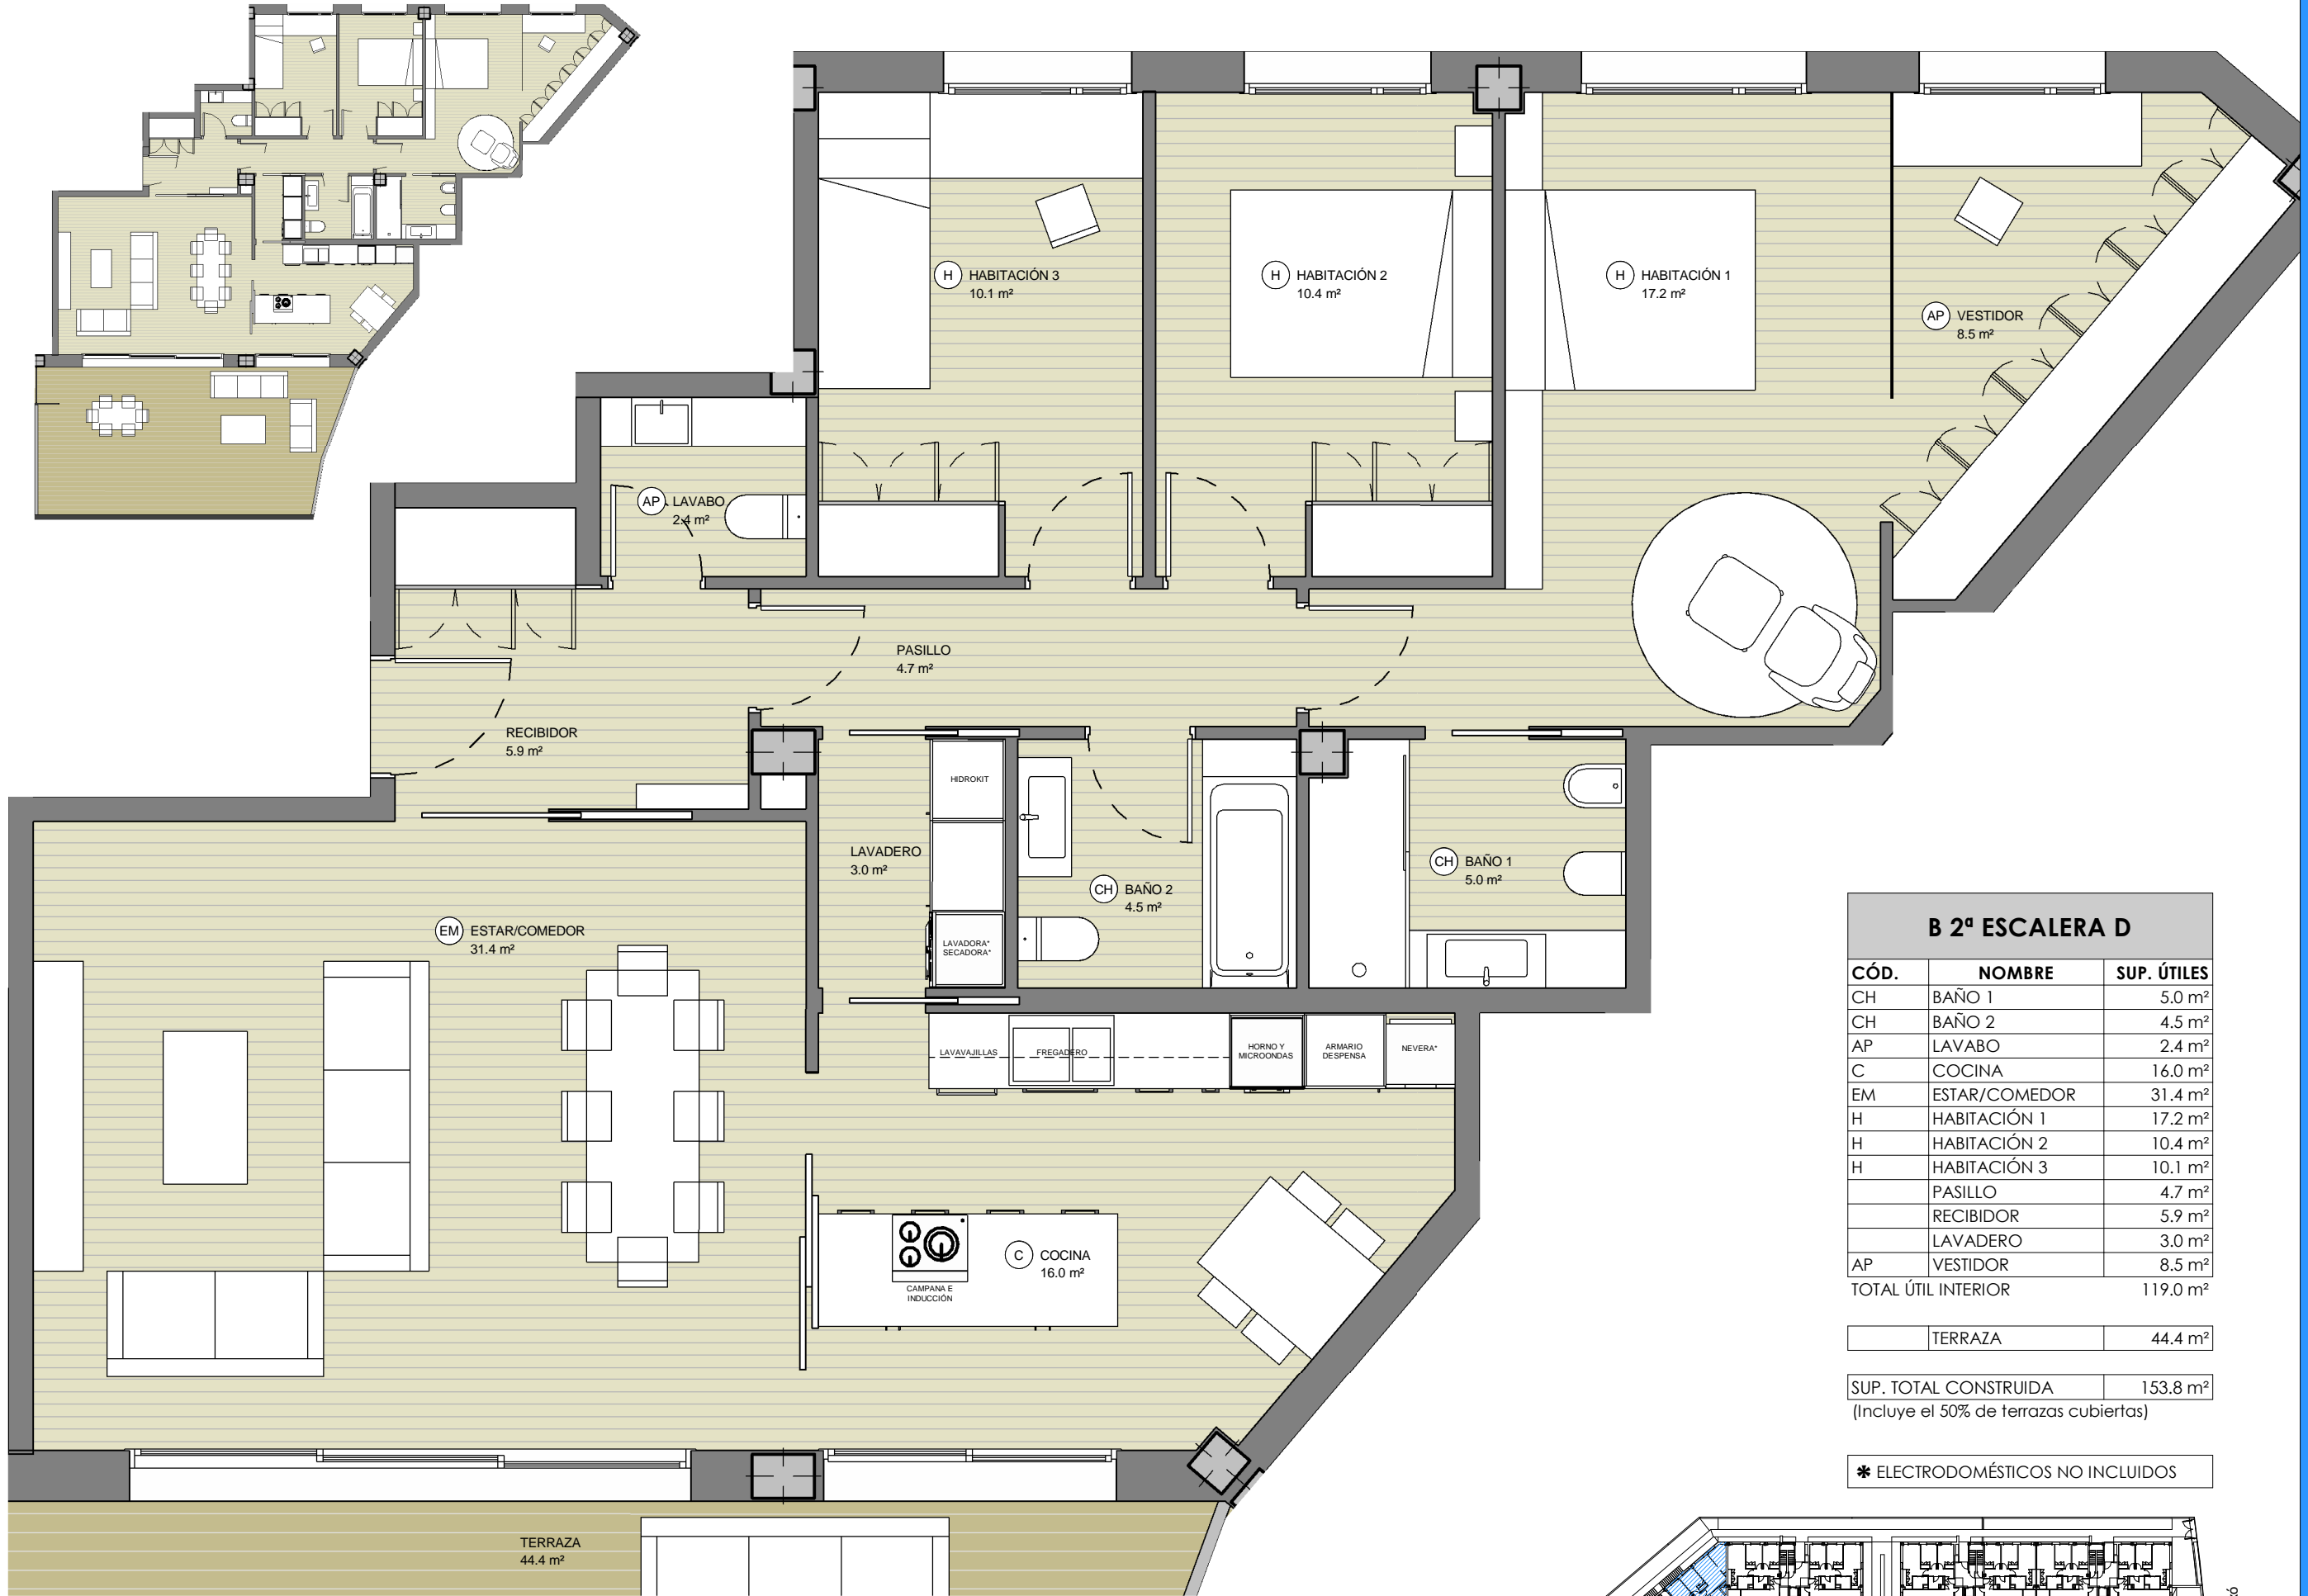 H HABITACIÓN 3
10.1 m²
H HABITACIÓN 2
10.4 m²
H HABITACIÓN 1
17.2 m²
AP VESTIDOR
8.5 m²
AP LAVABO
2.4 m²
PASILLO
4.7 m²
RECIBIDOR
5.9 m²
HIDROKIT
LAVADERO
3.0 m²
CH BAÑO 1
5.0 m²
CH BAÑO 2
4.5 m²
EM ESTAR/COMEDOR
31.4 m²
LAVADORA*
SECADORA*
LAVAVAJILLAS
FREGADERO
HORNO Y
MICROONDAS
ARMARIO
DESPENSA
NEVERA*
C COCINA
16.0 m²
CAMPANA E
INDUCCIÓN
TERRAZA
44.4 m²
B 2ª ESCALERA D
CÓD. NOMBRE SUP. ÚTILES
CH BAÑO 1 5.0 m²
CH BAÑO 2 4.5 m²
AP LAVABO 2.4 m²
C COCINA 16.0 m²
EM ESTAR/COMEDOR 31.4 m²
H HABITACIÓN 1 17.2 m²
H HABITACIÓN 2 10.4 m²
H HABITACIÓN 3 10.1 m²
PASILLO 4.7 m²
RECIBIDOR 5.9 m²
LAVADERO 3.0 m²
AP VESTIDOR 8.5 m²
TOTAL ÚTIL INTERIOR 119.0 m²
TERRAZA 44.4 m²
SUP. TOTAL CONSTRUIDA 153.8 m²
(Incluye el 50% de terrazas cubiertas)
✱ ELECTRODOMÉSTICOS NO INCLUIDOS